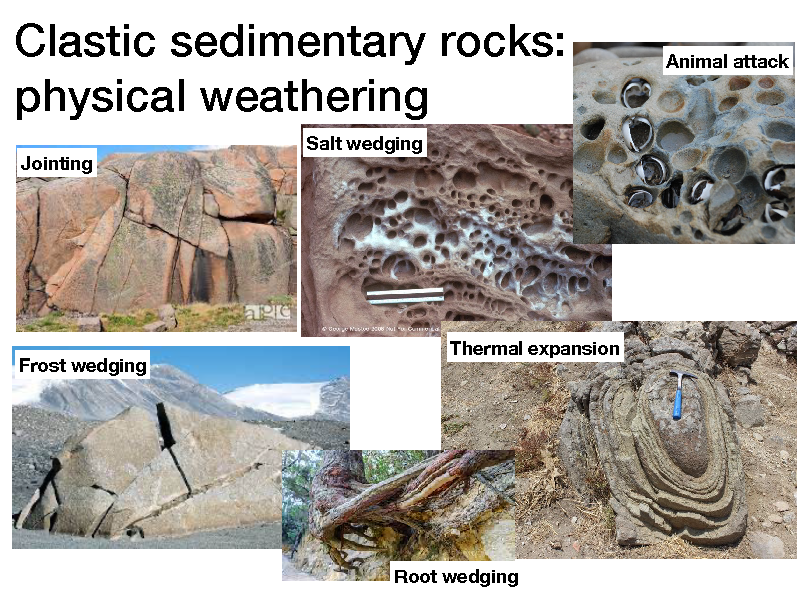 Clastic sedimentary rocks:
physical weathering
Animal attack
Salt wedging
Jointing
Thermal expansion
Frost wedging
Root wedging